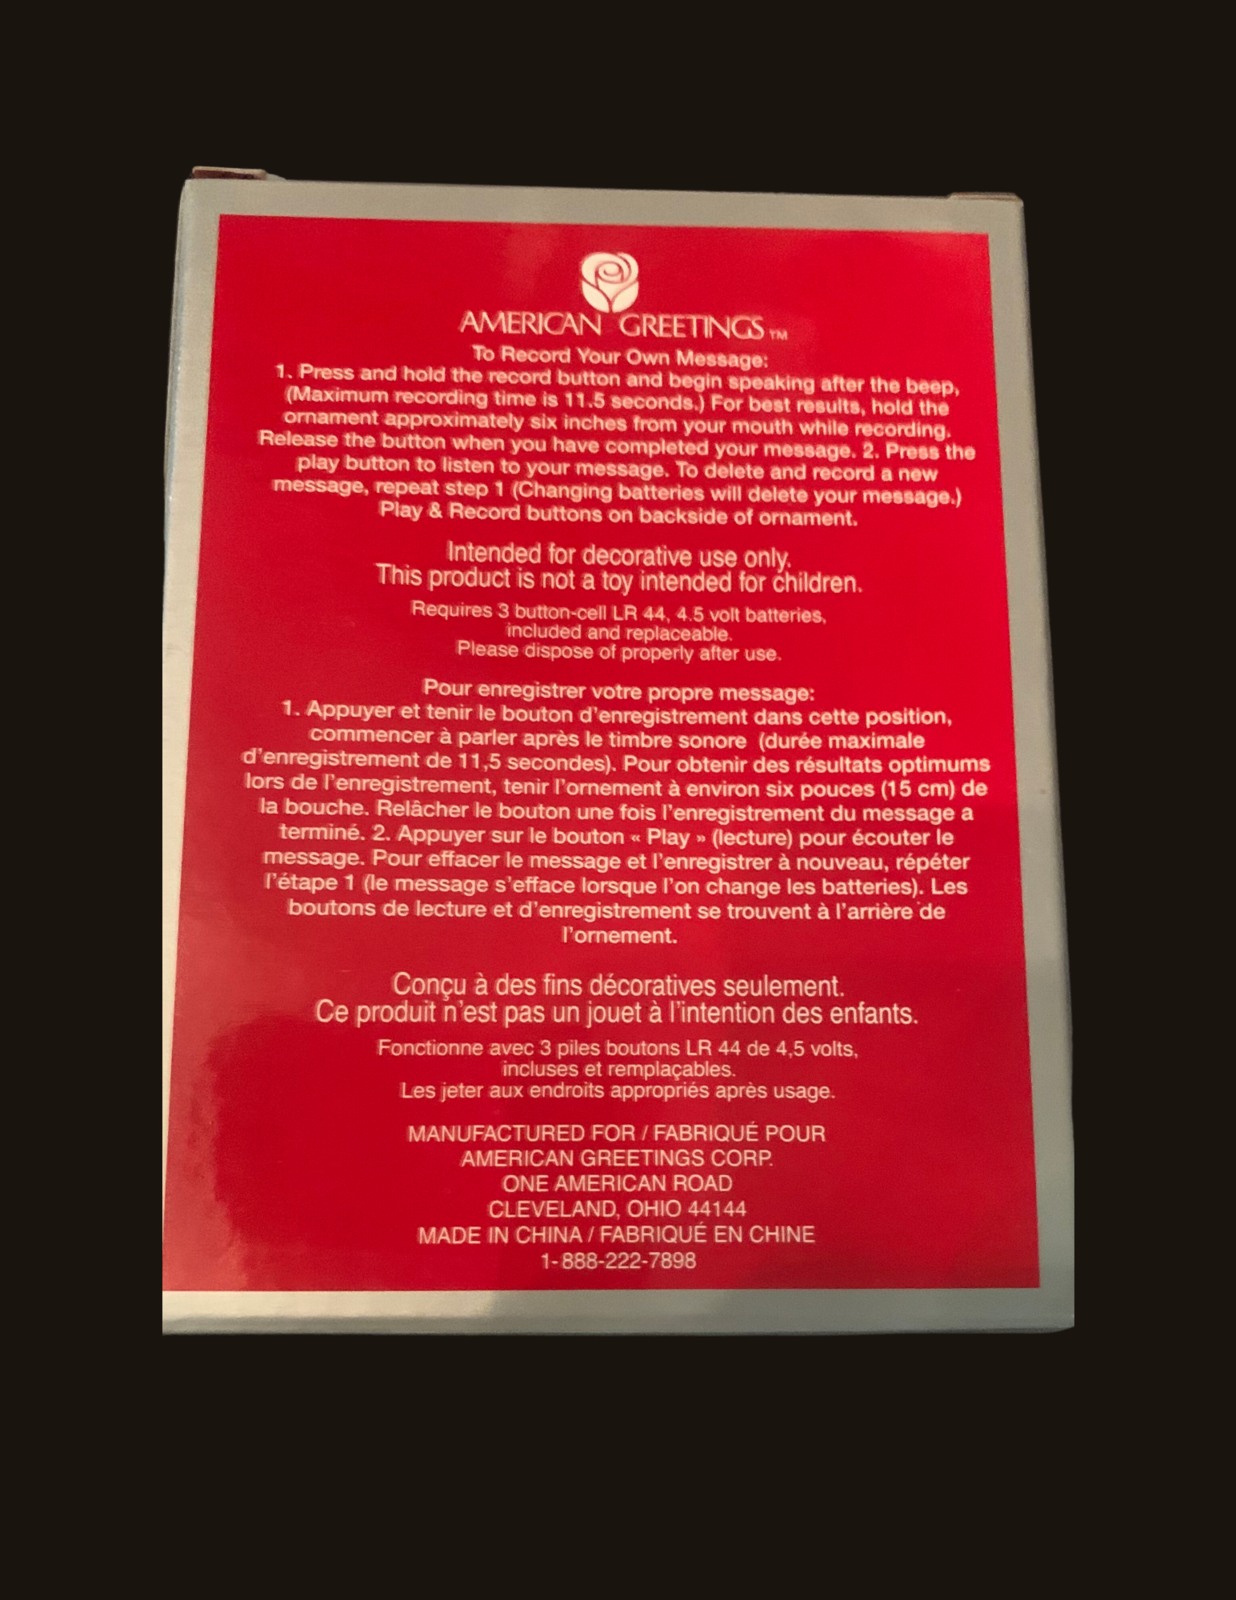 AMERICAN GREETINGS™
To Record Your Own Message:
1. Press and hold the record button and begin speaking after the beep,
(Maximum recording time is 11.5 seconds.) For best results, hold the
ornament approximately six inches from your mouth while recording.
Release the button when you have completed your message. 2. Press the
play button to listen to your message. To delete and record a new
message, repeat step 1 (Changing batteries will delete your message.)
Play & Record buttons on backside of ornament.
Intended for decorative use only.
This product is not a toy intended for children.
Requires 3 button-cell LR 44, 4.5 volt batteries,
included and replaceable.
Please dispose of properly after use.
Pour enregistrer votre propre message:
1. Appuyer et tenir le bouton d'enregistrement dans cette position,
commencer à parler après le timbre sonore (durée maximale
d'enregistrement de 11,5 secondes). Pour obtenir des résultats optimums
lors de l'enregistrement, tenir l'ornement à environ six pouces (15 cm) de
la bouche. Relâcher le bouton une fois l'enregistrement du message a
terminé. 2. Appuyer sur le bouton « Play » (lecture) pour écouter le
message. Pour effacer le message et l'enregistrer à nouveau, répéter
l'étape 1 (le message s'efface lorsque l'on change les batteries). Les
boutons de lecture et d'enregistrement se trouvent à l'arrière de
l'ornement.
Conçu à des fins décoratives seulement.
Ce produit n'est pas un jouet à l'intention des enfants.
Fonctionne avec 3 piles boutons LR 44 de 4,5 volts,
incluses et remplaçables.
Les jeter aux endroits appropriés après usage.
MANUFACTURED FOR / FABRIQUÉ POUR
AMERICAN GREETINGS CORP.
ONE AMERICAN ROAD
CLEVELAND, OHIO 44144
MADE IN CHINA / FABRIQUÉ EN CHINE
1-888-222-7898